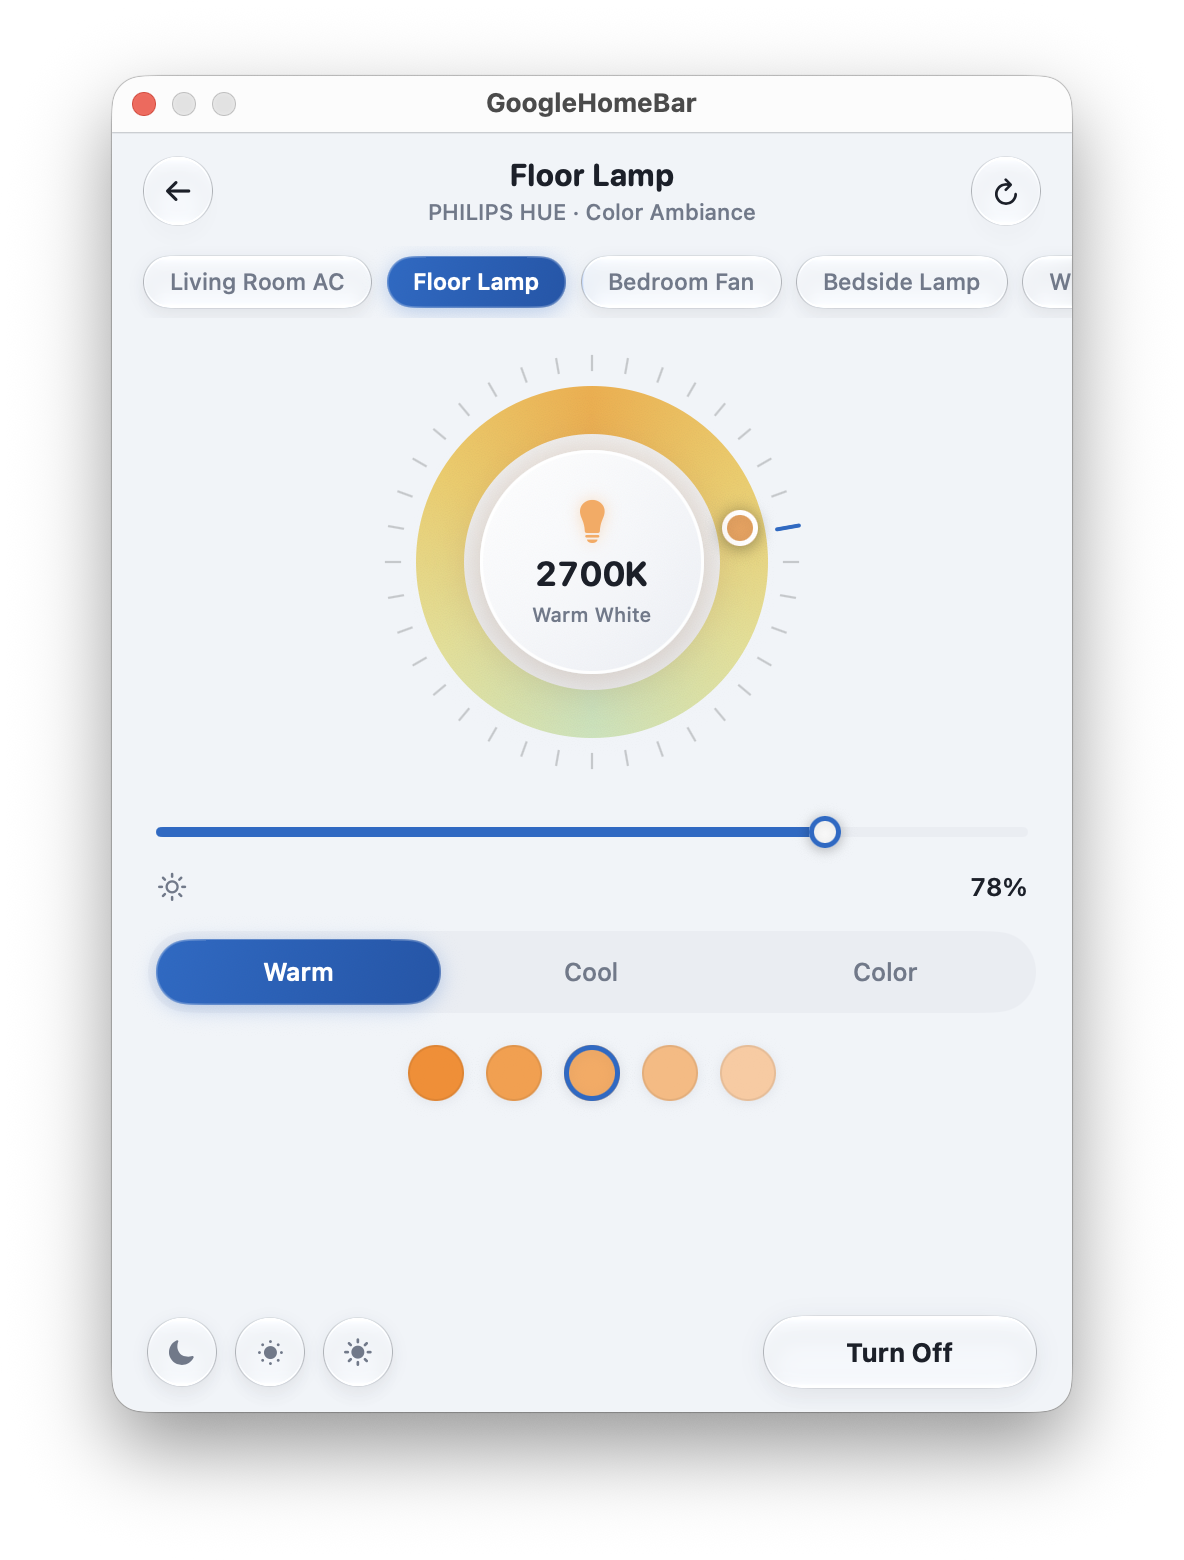 GoogleHomeBar
Floor Lamp
PHILIPS HUE · Color Ambiance
Living Room AC
Floor Lamp
Bedroom Fan
Bedside Lamp
2700K
Warm White
78%
Warm
Cool
Color
Turn Off